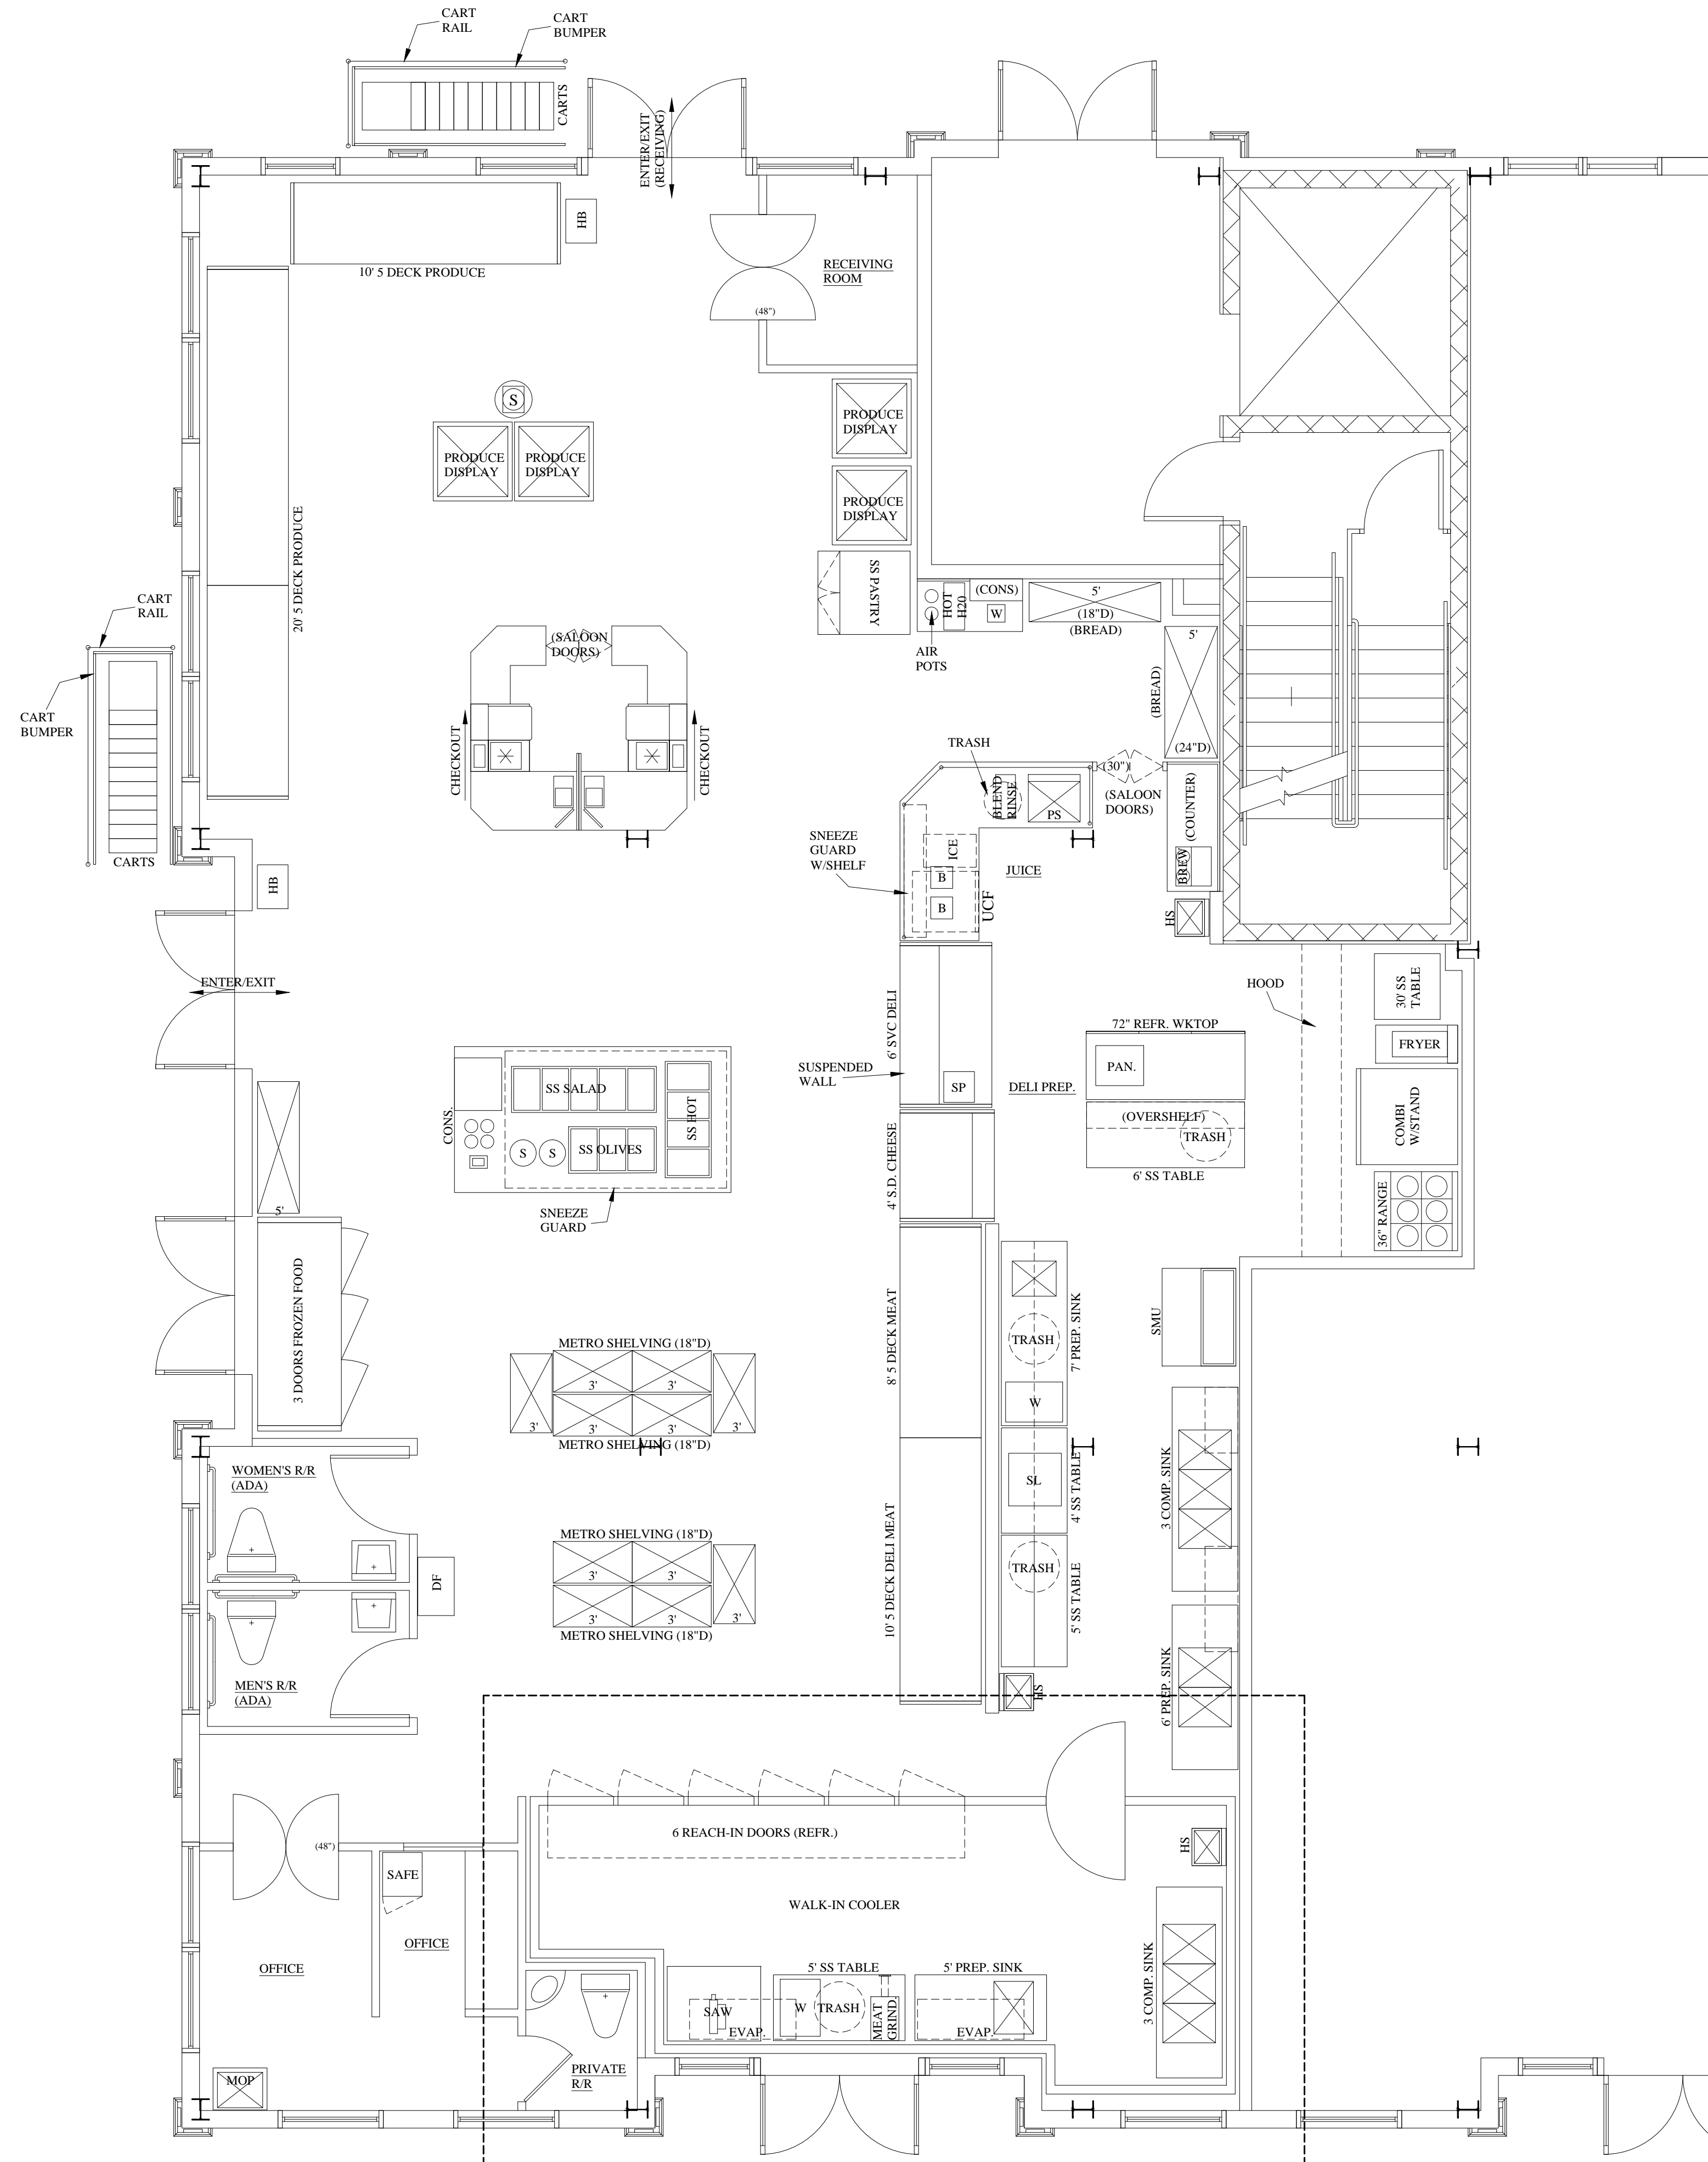 CART
RAIL
CART
BUMPER
CARTS
ENTER/EXIT
(RECEIVING)
HB
10' 5 DECK PRODUCE
RECEIVING
ROOM
(48")
S
PRODUCE
DISPLAY
PRODUCE
DISPLAY
PRODUCE
DISPLAY
PRODUCE
DISPLAY
20' 5 DECK PRODUCE
SS PASTRY
HOT
H20
(CONS)
W
5'
(18"D)
(BREAD)
AIR
POTS
CART
RAIL
CART
BUMPER
CARTS
(SALOON
DOORS)
CHECKOUT
CHECKOUT
5'
(BREAD)
(24"D)
TRASH
BLEND
RINSE
PS
(30")
(SALOON
DOORS)
(COUNTER)
BREW
SNEEZE
GUARD
W/SHELF
ICE
B
B
UCF
JUICE
HS
HB
ENTER/EXIT
HOOD
30' SS
TABLE
FRYER
COMBI
W/STAND
36" RANGE
6' SVC DELI
SUSPENDED
WALL
SP
DELI PREP.
72" REFR. WKTOP
PAN.
(OVERSHELF)
TRASH
6' SS TABLE
4' S.D. CHEESE
CONS.
SS SALAD
SS HOT
S
S
SS OLIVES
SNEEZE
GUARD
5'
3 DOORS FROZEN FOOD
8' 5 DECK MEAT
TRASH
7' PREP. SINK
W
SMU
METRO SHELVING (18"D)
3'
3'
3'
3'
3'
3'
METRO SHELVING (18"D)
SL
4' SS TABLE
3 COMP. SINK
WOMEN'S R/R
(ADA)
DF
MEN'S R/R
(ADA)
METRO SHELVING (18"D)
3'
3'
3'
3'
3'
METRO SHELVING (18"D)
10' 5 DECK DELI MEAT
TRASH
5' SS TABLE
HS
6' PREP. SINK
6 REACH-IN DOORS (REFR.)
HS
(48")
SAFE
WALK-IN COOLER
OFFICE
OFFICE
5' SS TABLE
5' PREP. SINK
3 COMP. SINK
SAW
W
TRASH
MEAT
GRIND.
EVAP.
EVAP.
PRIVATE
R/R
MOP